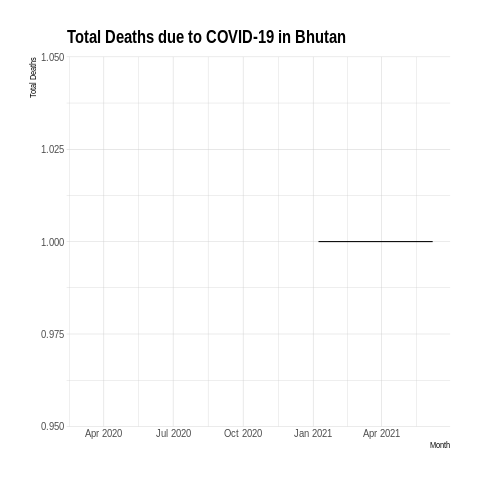 Total Deaths due to COVID-19 in Bhutan
Total Deaths
1.050
1.025
1.000
0.975
0.950
Apr 2020 Jul 2020 Oct 2020 Jan 2021 Apr 2021
Month